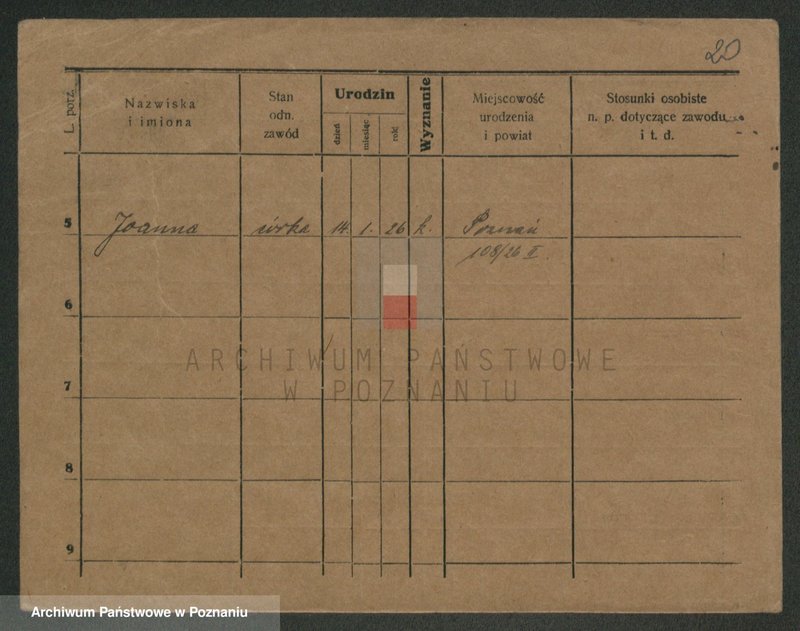 20
L. porz.
Nazwiska
i imiona
Stan
odn.
zawód
Urodzin
dzień
miesiąc
rok
Wyznanie
Miejscowość
urodzenia
i powiat
Stosunki osobiste
n. p. dotyczące zawodu
i t. d.
5 Joanna córka 14. 1. 26 k. Poznań
108/26 II.
6
7
8
9
ARCHIWUM PAŃSTWOWE
W POZNANIU
Archiwum Państwowe w Poznaniu